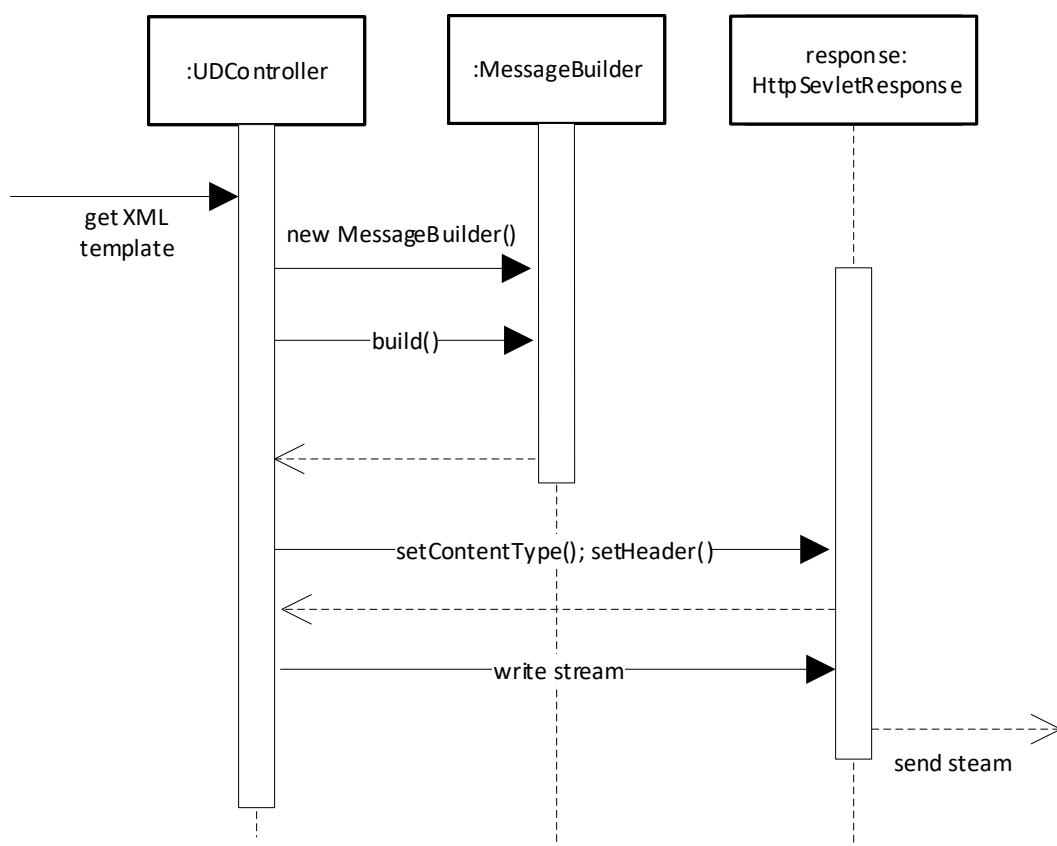 :UDController
:MessageBuilder
response:
HttpSevletResponse
get XML
template
new MessageBuilder()
build()
setContentType(); setHeader()
write stream
send steam